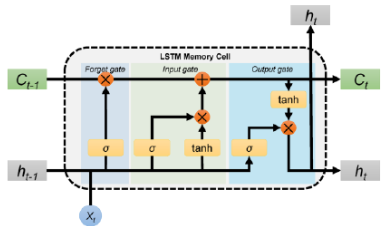 h_t
LSTM Memory Cell
Forget gate Input gate Output gate
C_{t-1} × + C_t
tanh
× ×
σ σ tanh σ
h_{t-1} h_t
X_t